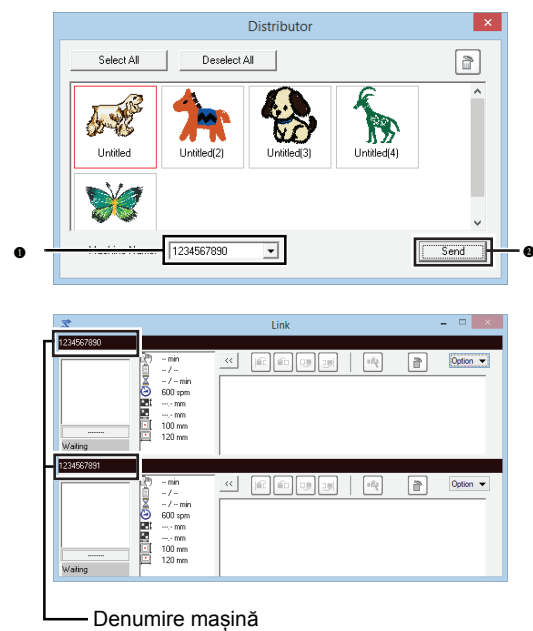 Distributor
Select All
Deselect All
Untitled
Untitled(2)
Untitled(3)
Untitled(4)
❶
1234567890
Send
❷
Link
1234567890
-- min
<<
Option
-- / --
-- / -- min
600 spm
---.- mm
---.- mm
100 mm
120 mm
--------
Waiting
1234567891
-- min
<<
Option
-- / --
-- / -- min
600 spm
---.- mm
---.- mm
100 mm
120 mm
--------
Waiting
Denumire mașină